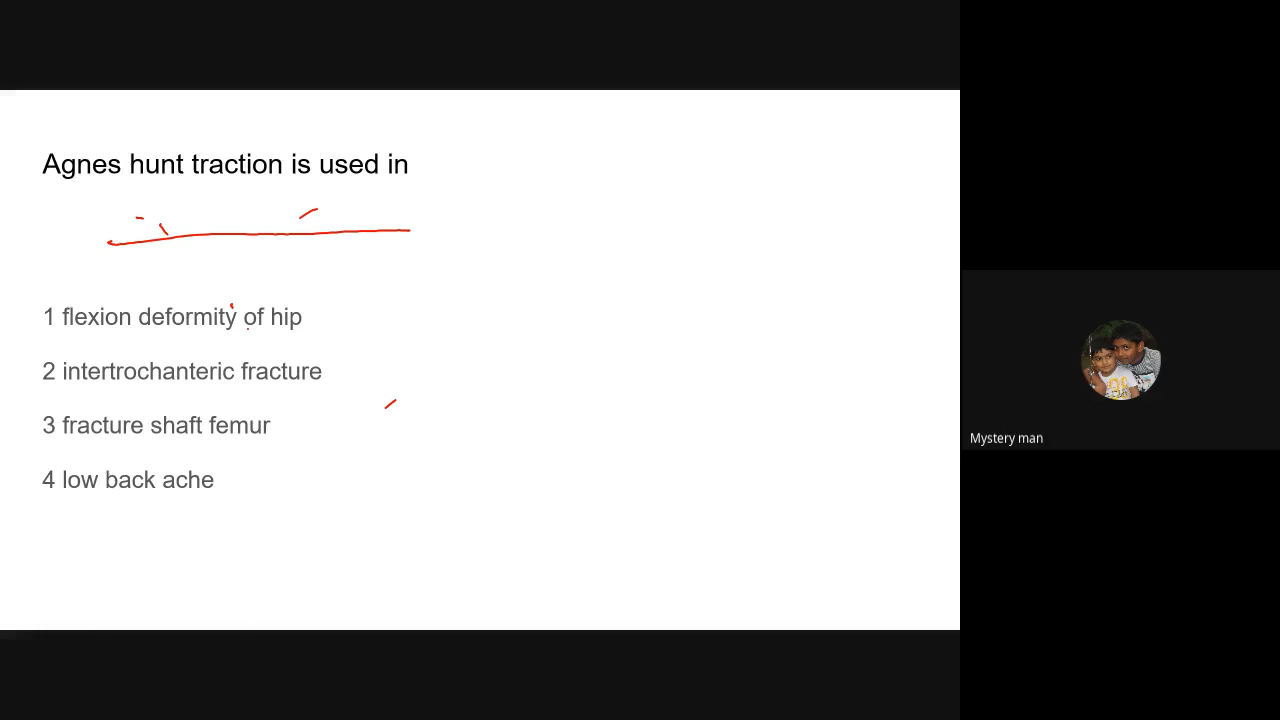 Agnes hunt traction is used in
1 flexion deformity of hip
2 intertrochanteric fracture
3 fracture shaft femur
4 low back ache
Mystery man